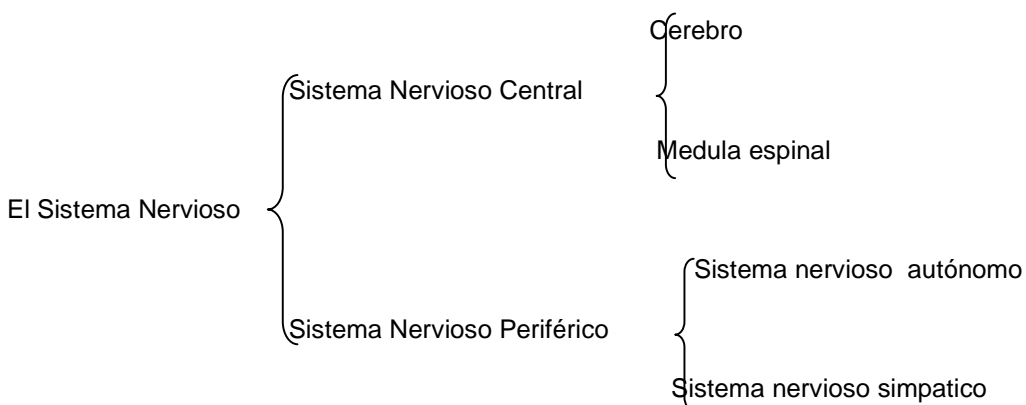 Cerebro
Sistema Nervioso Central
Medula espinal
El Sistema Nervioso
Sistema nervioso  autónomo
Sistema Nervioso Periférico
Sistema nervioso simpatico